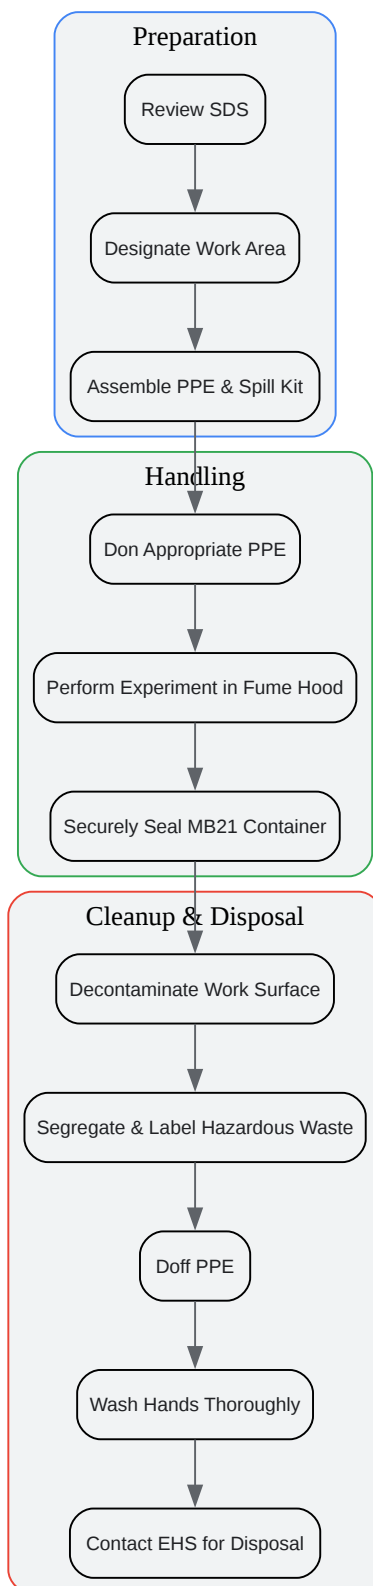 Preparation
Review SDS
Designate Work Area
Assemble PPE & Spill Kit
Handling
Don Appropriate PPE
Perform Experiment in Fume Hood
Securely Seal MB21 Container
Cleanup & Disposal
Decontaminate Work Surface
Segregate & Label Hazardous Waste
Doff PPE
Wash Hands Thoroughly
Contact EHS for Disposal